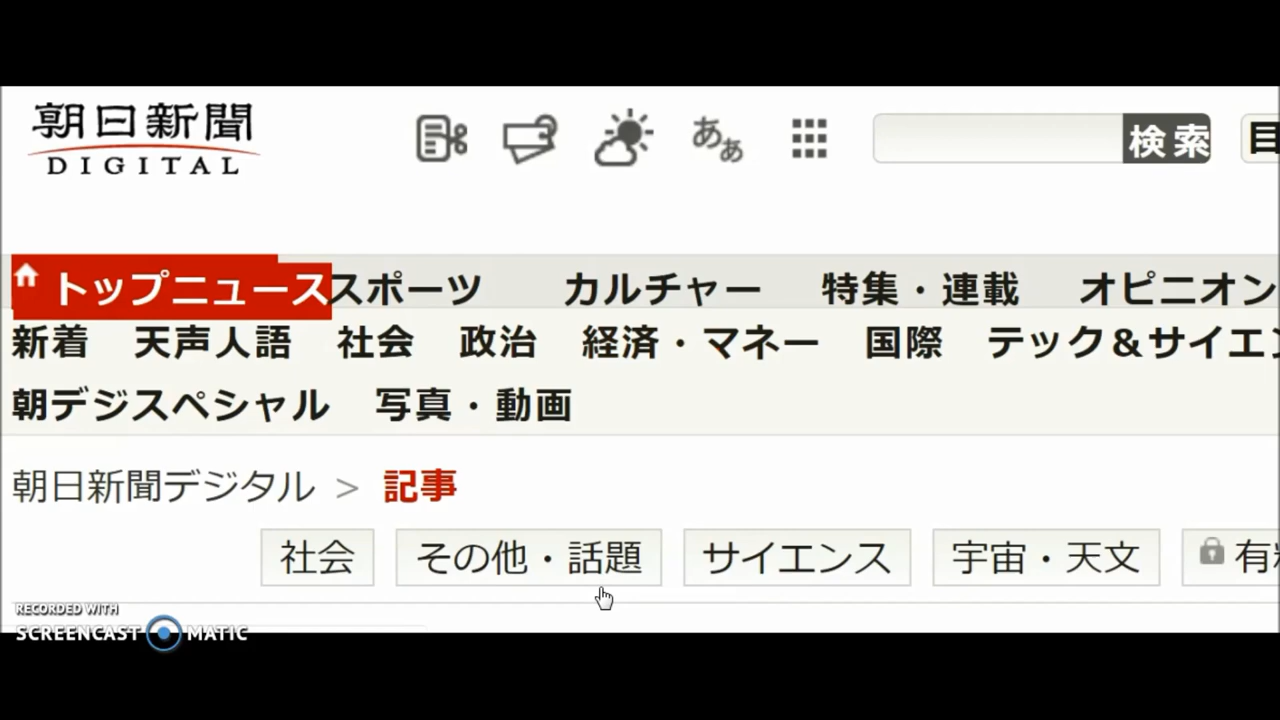 朝日新聞
DIGITAL
ああ
検索
目
トップニュース スポーツ カルチャー 特集・連載 オピニオン
新着 天声人語 社会 政治 経済・マネー 国際 テック&サイエン
朝デジスペシャル 写真・動画
朝日新聞デジタル > 記事
社会 その他・話題 サイエンス 宇宙・天文 有料
RECORDED WITH
SCREENCAST MATIC